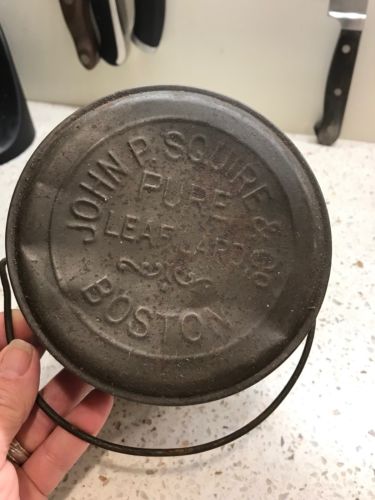 JOHN P. SQUIRE & CO
PURE
LEAF LARD
BOSTON